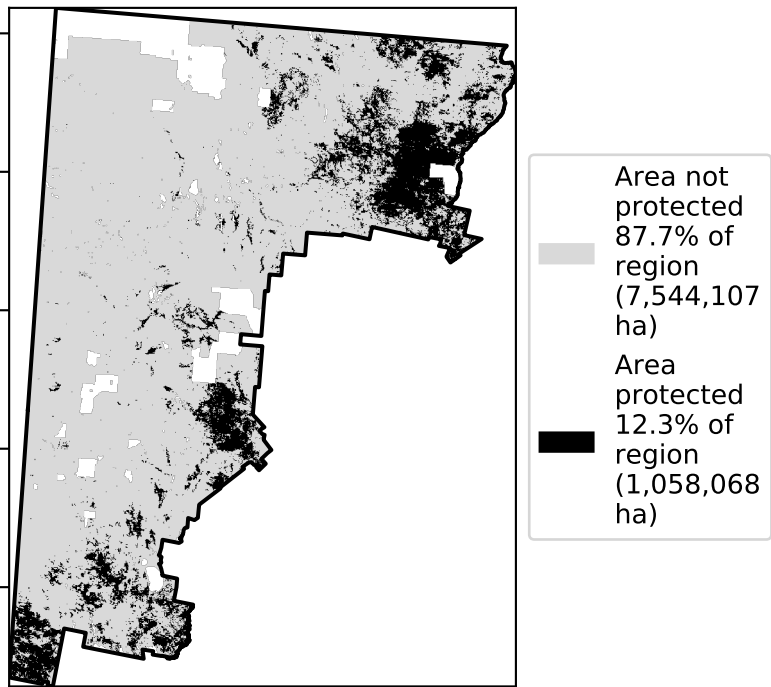 Area not
protected
87.7% of
region
(7,544,107
ha)
Area
protected
12.3% of
region
(1,058,068
ha)